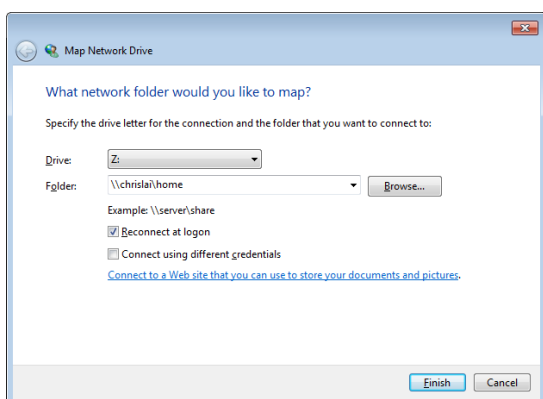 Map Network Drive
What network folder would you like to map?
Specify the drive letter for the connection and the folder that you want to connect to:
Drive: Z:
Folder: \\chrislai\home Browse...
Example: \\server\share
Reconnect at logon
Connect using different credentials
Connect to a Web site that you can use to store your documents and pictures.
Finish Cancel